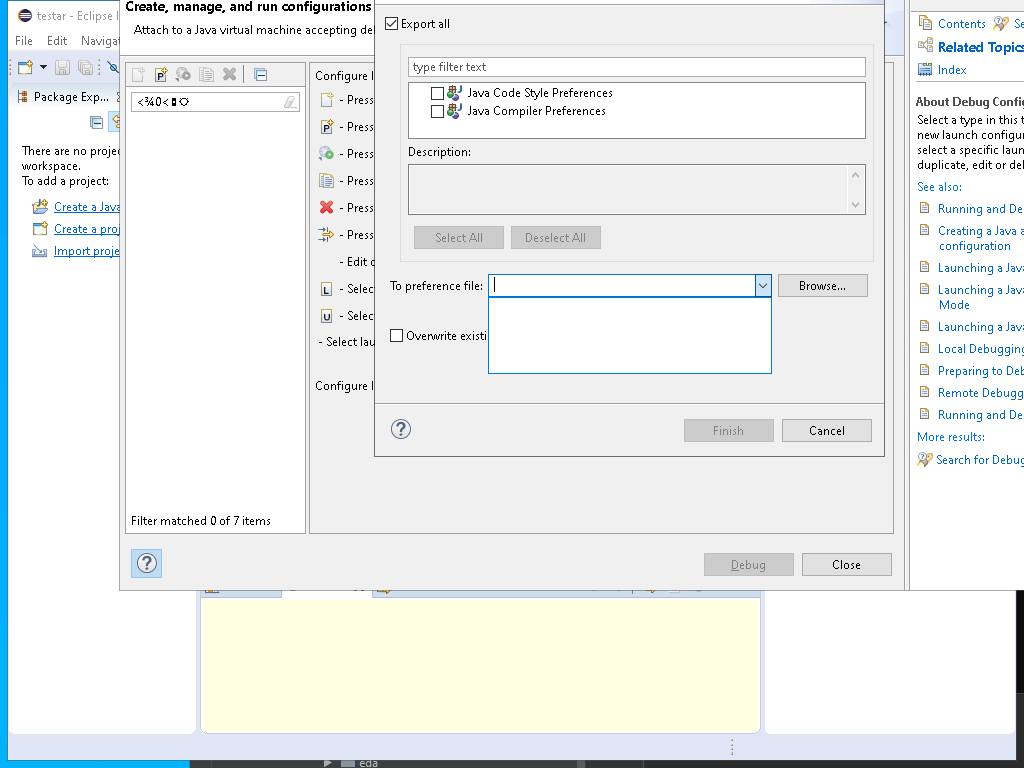 testar - Eclipse I
File Edit Navigat
Package Exp...
There are no proje
workspace.
To add a project:
Create a Java
Create a proj
Import proje
Create, manage, and run configurations
Attach to a Java virtual machine accepting de
Filter matched 0 of 7 items
Configure l
- Press
- Press
- Press
- Press
- Press
- Press
- Edit o
- Selec
- Selec
- Select lau
Configure l
Debug
Close
Export all
type filter text
Java Code Style Preferences
Java Compiler Preferences
Description:
Select All
Deselect All
To preference file:
Browse...
Overwrite existi
Finish
Cancel
Contents
Se
Related Topics
Index
About Debug Confi
Select a type in this t
new launch configur
select a specific laun
duplicate, edit or del
See also:
Running and De
Creating a Java a
configuration
Launching a Java
Launching a Java
Mode
Launching a Java
Local Debugging
Preparing to Deb
Remote Debugg
Running and De
More results:
Search for Debug
eda